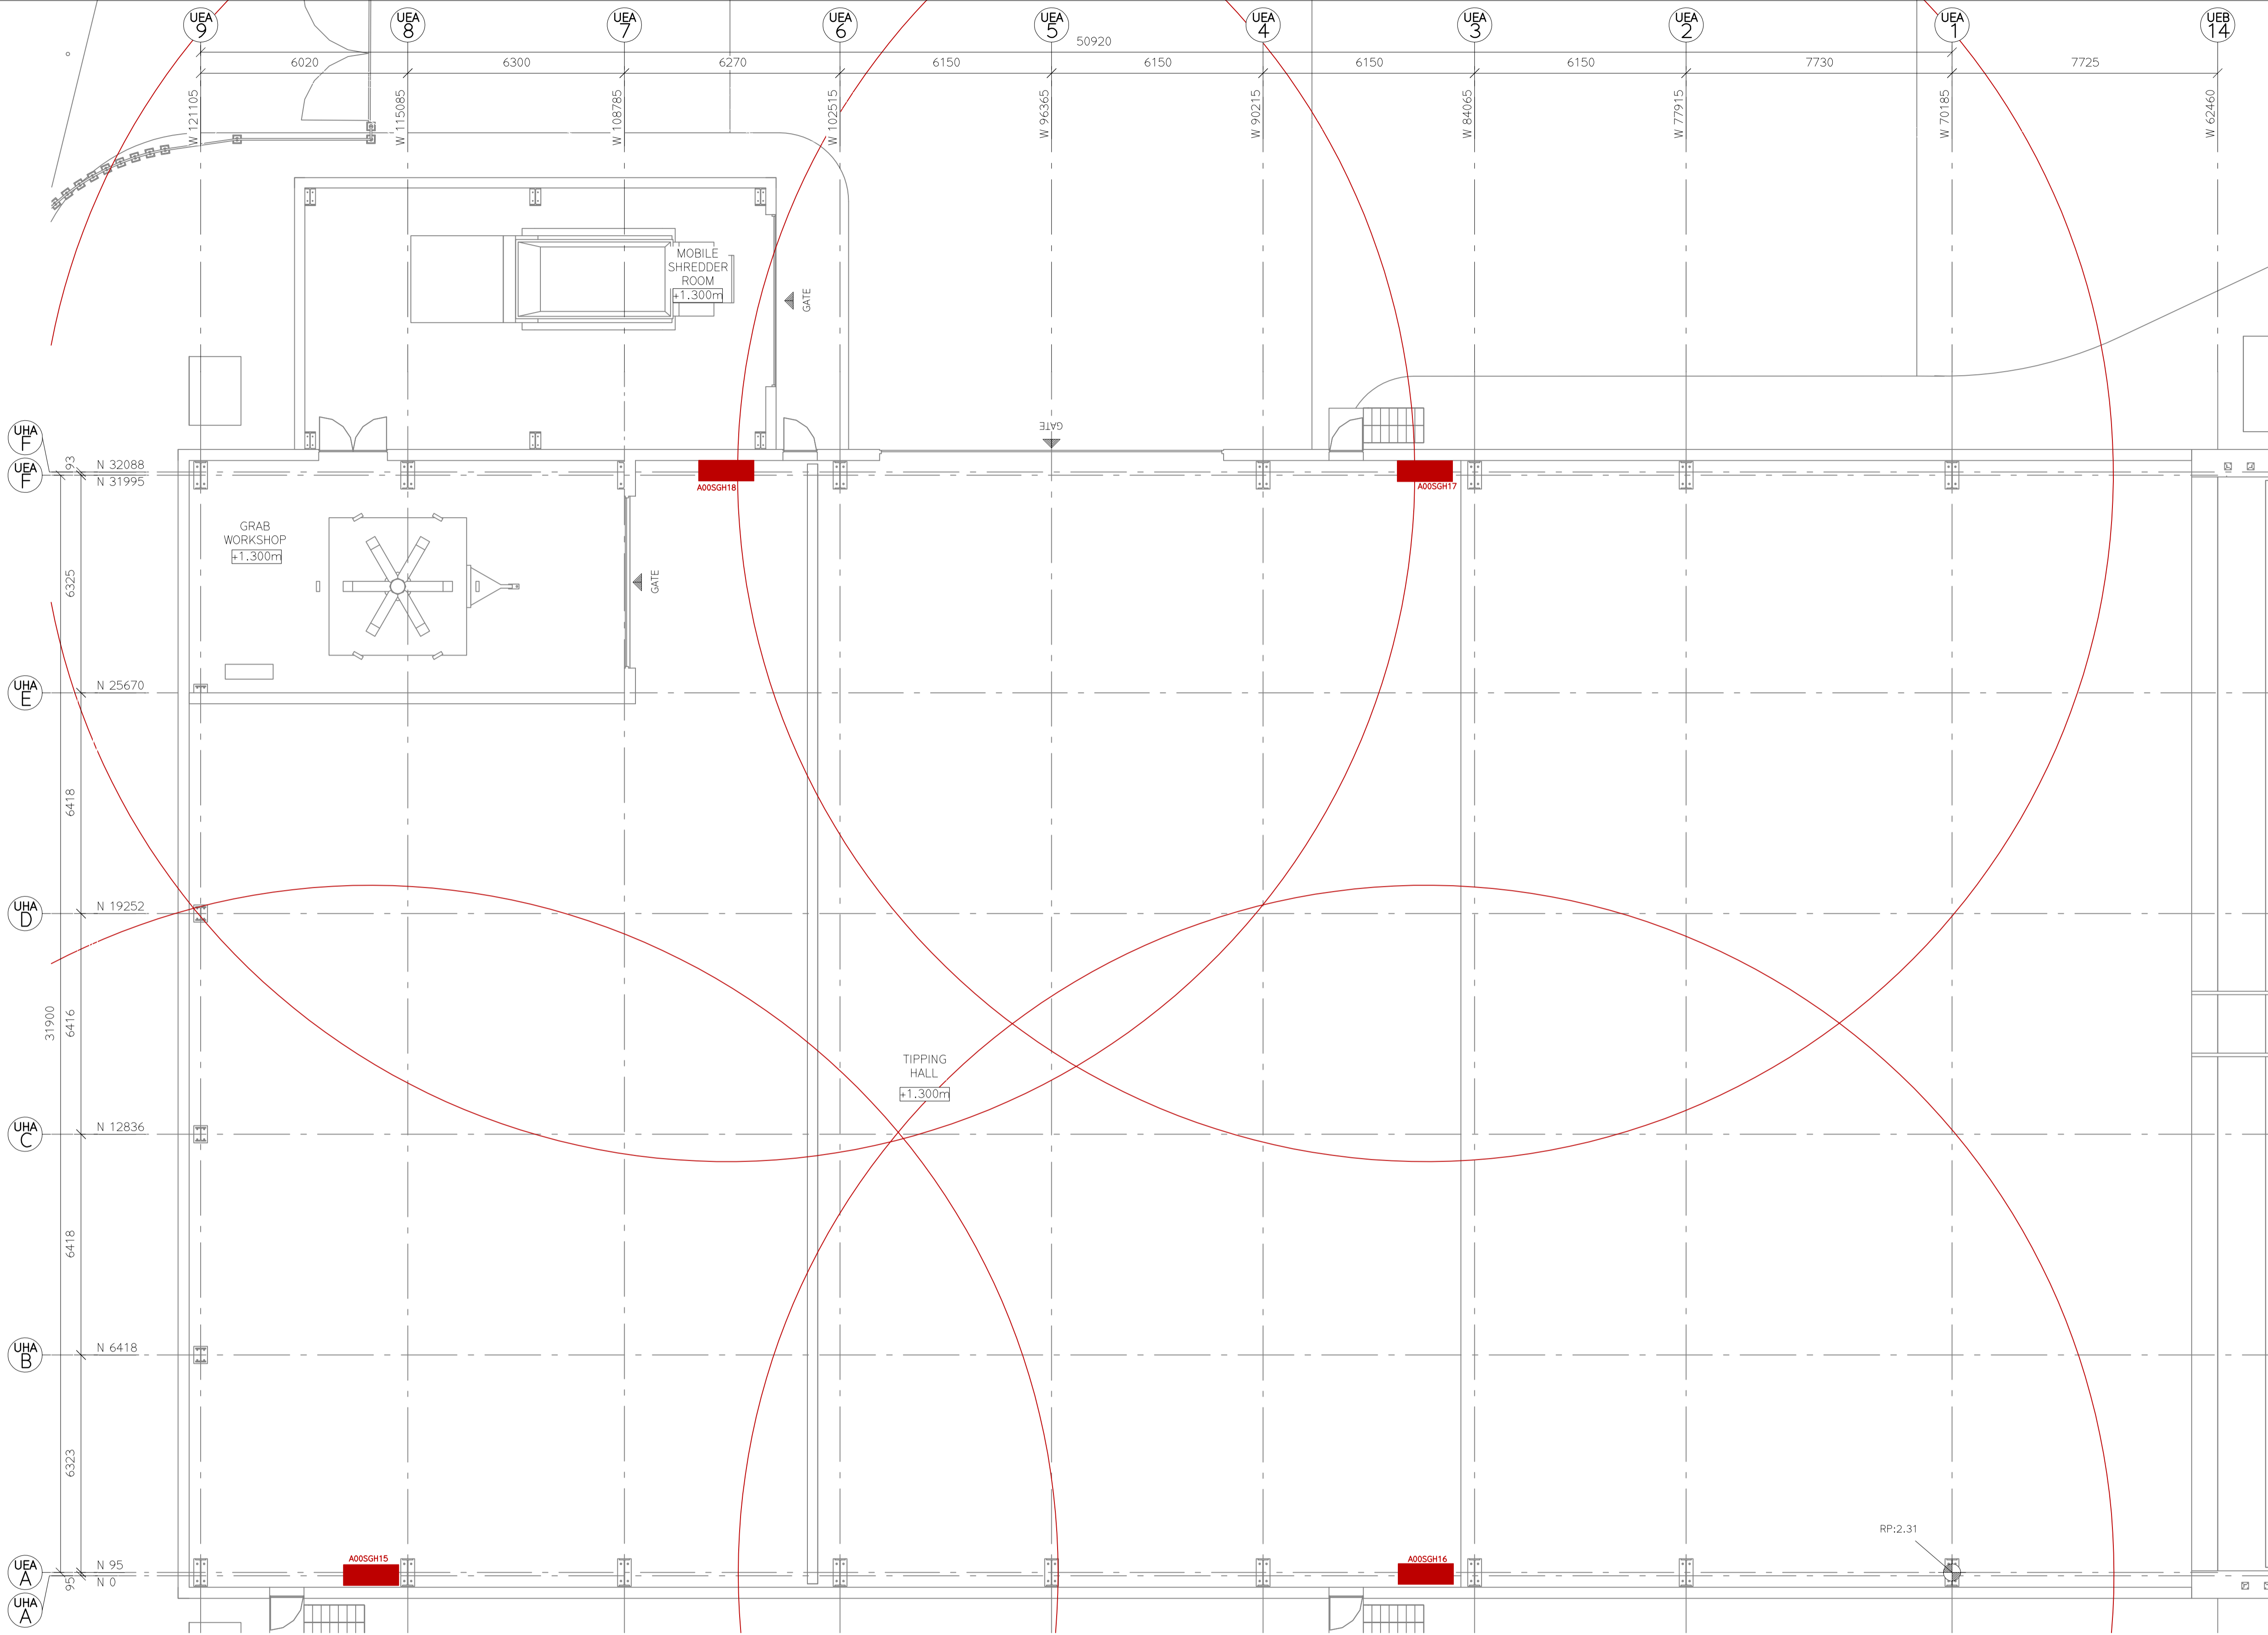 UEA
9
UEA
8
UEA
7
UEA
6
UEA
5
UEA
4
UEA
3
UEA
2
UEA
1
UEB
14
50920
6020
6300
6270
6150
6150
6150
6150
7730
7725
W 121105
W 115085
W 108785
W 102515
W 96365
W 90215
W 84065
W 77915
W 70185
W 62460
MOBILE
SHREDDER
ROOM
+1.300m
GATE
GATE
UHA
F
UEA
F
93
N 32088
N 31995
A00SGH18
A00SGH17
GRAB
WORKSHOP
+1.300m
GATE
6325
UHA
E
N 25670
6418
UHA
D
N 19252
31900
6416
TIPPING
HALL
+1.300m
UHA
C
N 12836
6418
UHA
B
N 6418
6323
RP:2.31
A00SGH15
A00SGH16
UEA
A
N 95
95
N 0
UHA
A